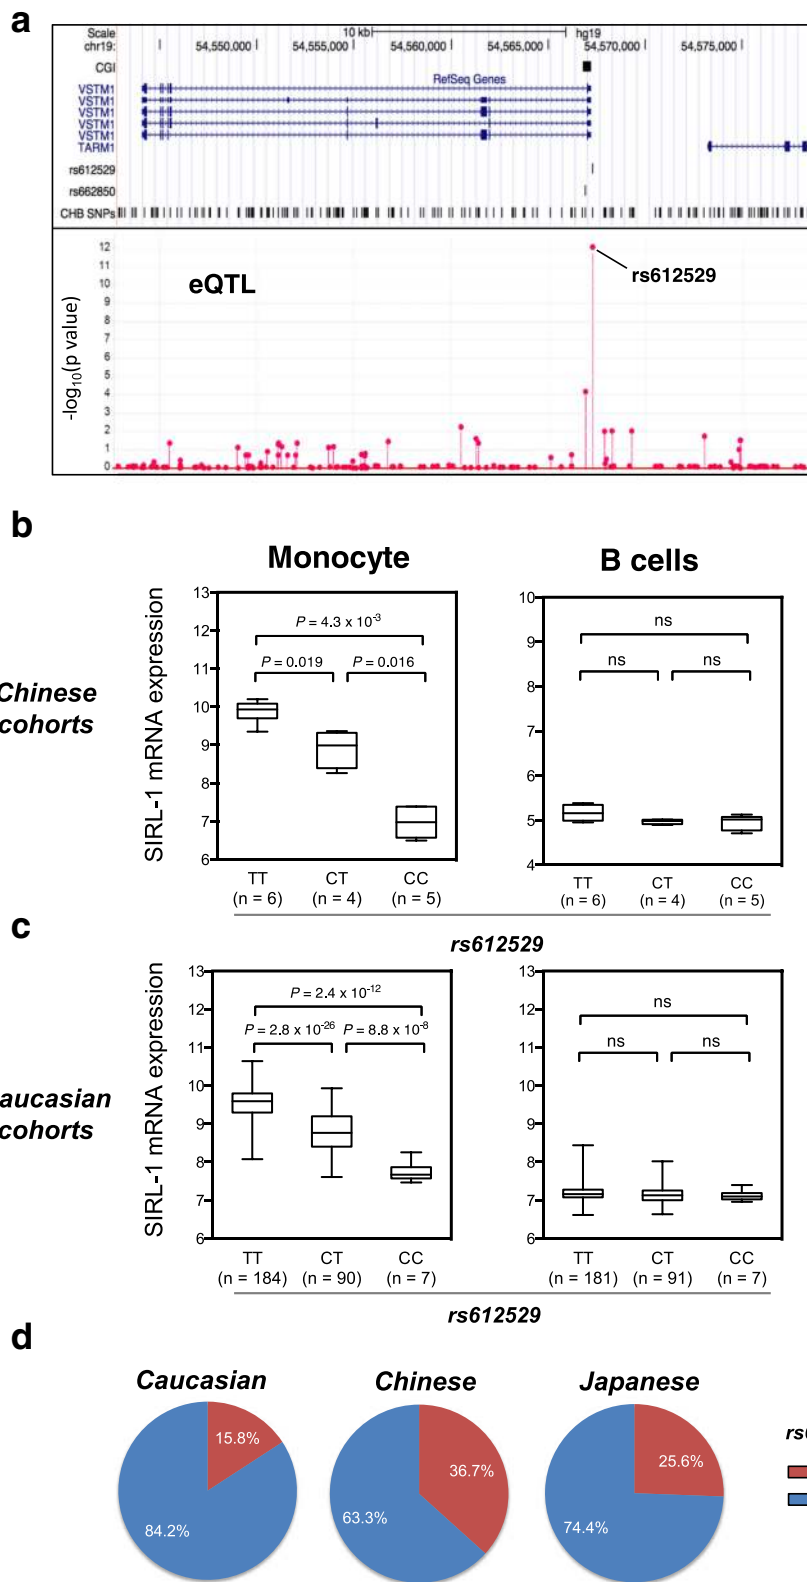 a
Scale 10 kb hg19
chr19: 54,550,000 54,555,000 54,560,000 54,565,000 54,570,000 54,575,000
CGI
RefSeq Genes
VSTM1
VSTM1
VSTM1
VSTM1
VSTM1
TARM1
rs612529
rs662850
CHB SNPs
12
11
10
9
8
7
6
5
4
3
2
1
0
-log10(p value)
eQTL
rs612529
b
Monocyte B cells
Chinese
cohorts
SIRL-1 mRNA expression
13
12
11
10
9
8
7
6
P = 4.3 x 10-3
P = 0.019 P = 0.016
TT CT CC
(n = 6) (n = 4) (n = 5)
10
9
8
7
6
5
4
ns
ns ns
TT CT CC
(n = 6) (n = 4) (n = 5)
rs612529
c
aucasian
cohorts
SIRL-1 mRNA expression
13
12
11
10
9
8
7
6
P = 2.4 x 10-12
P = 2.8 x 10-26 P = 8.8 x 10-8
TT CT CC
(n = 184) (n = 90) (n = 7)
13
12
11
10
9
8
7
6
ns
ns ns
TT CT CC
(n = 181) (n = 91) (n = 7)
rs612529
d
Caucasian Chinese Japanese
15.8%
84.2%
36.7%
63.3%
25.6%
74.4%